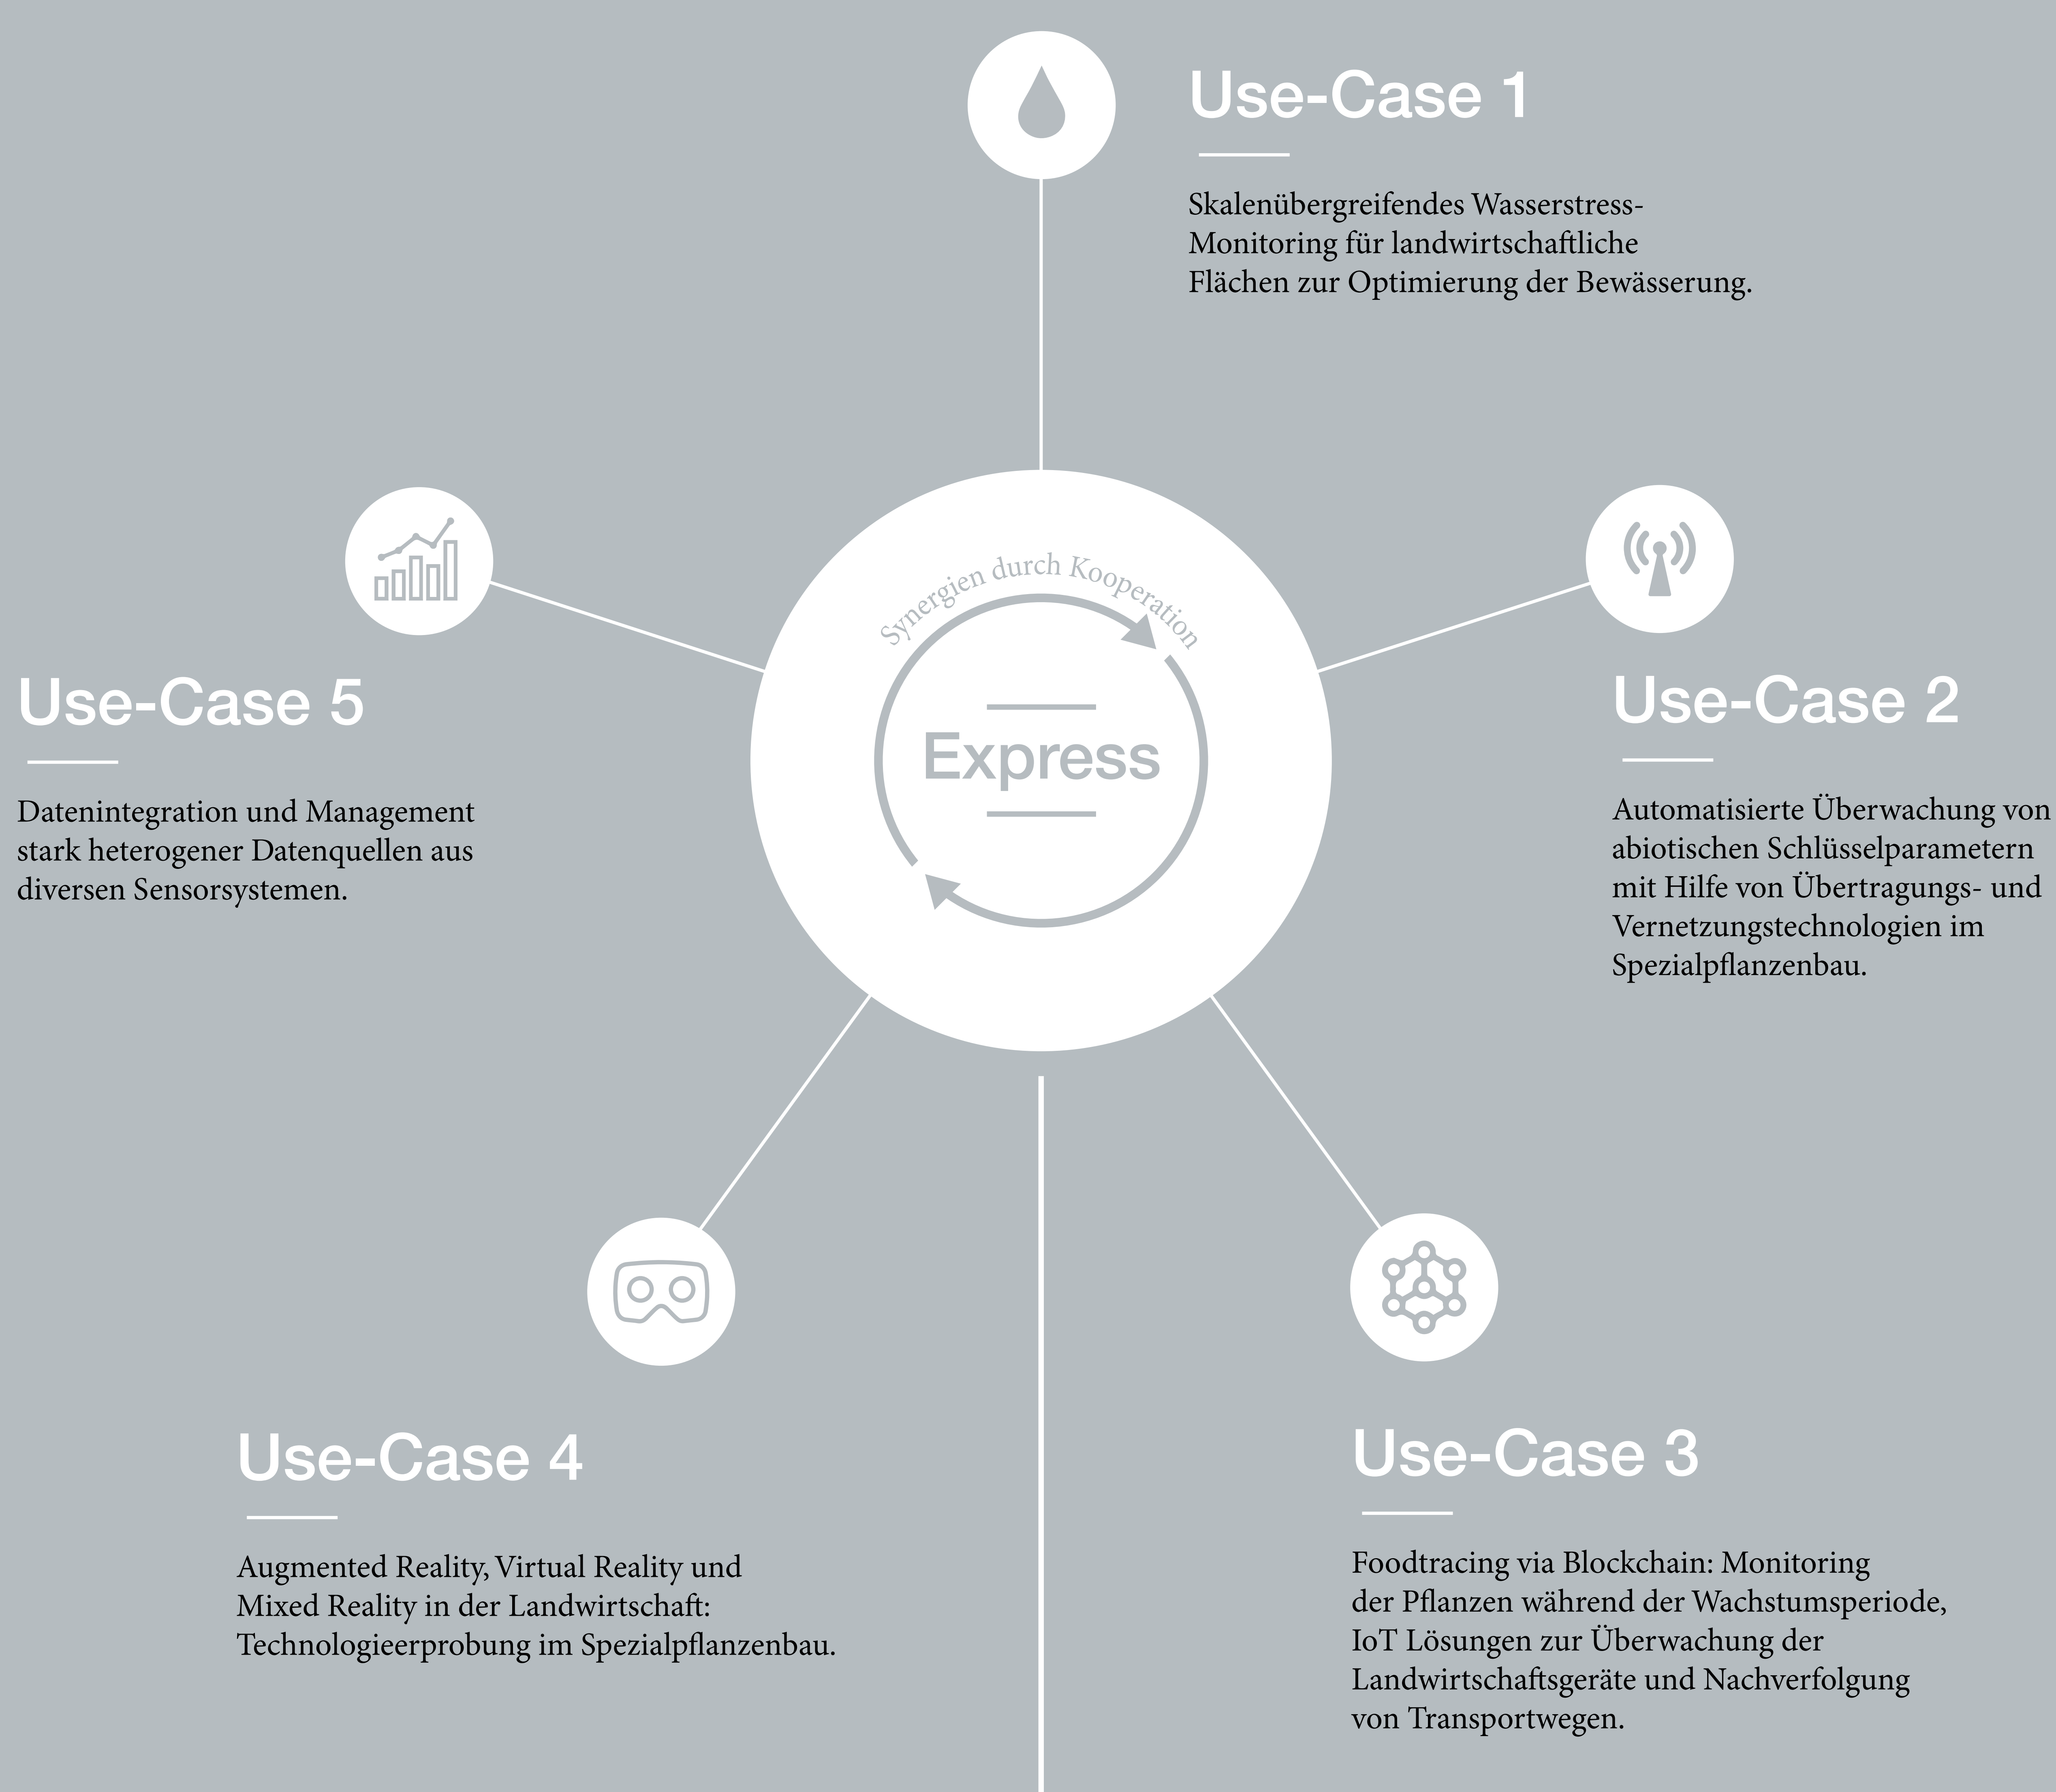 Use-Case 1
Skalenübergreifendes Wasserstress-
Monitoring für landwirtschaftliche
Flächen zur Optimierung der Bewässerung.
Synergien durch Kooperation
Express
Use-Case 5
Datenintegration und Management
stark heterogener Datenquellen aus
diversen Sensorsystemen.
Use-Case 2
Automatisierte Überwachung von
abiotischen Schlüsselparametern
mit Hilfe von Übertragungs- und
Vernetzungstechnologien im
Spezialpflanzenbau.
Use-Case 4
Augmented Reality, Virtual Reality und
Mixed Reality in der Landwirtschaft:
Technologieerprobung im Spezialpflanzenbau.
Use-Case 3
Foodtracing via Blockchain: Monitoring
der Pflanzen während der Wachstumsperiode,
IoT Lösungen zur Überwachung der
Landwirtschaftsgeräte und Nachverfolgung
von Transportwegen.